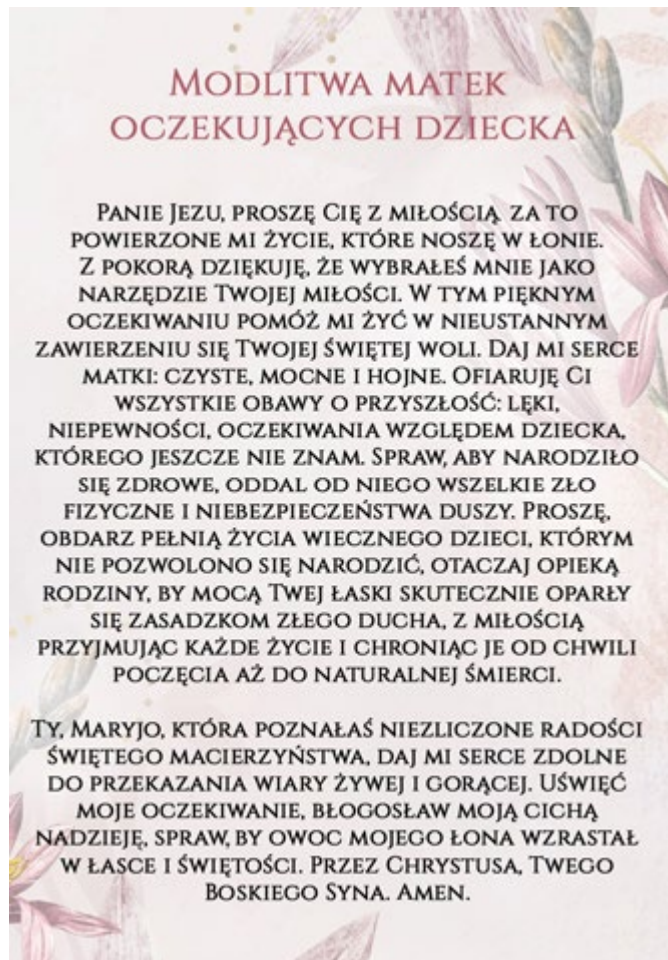 Modlitwa matek
oczekujących dziecka
Panie Jezu, proszę Cię z miłością za to
powierzone mi życie, które noszę w łonie.
Z pokorą dziękuję, że wybrałeś mnie jako
narzędzie Twojej miłości. W tym pięknym
oczekiwaniu pomóż mi żyć w nieustannym
zawierzeniu się Twojej świętej woli. Daj mi serce
matki: czyste, mocne i hojne. Ofiaruję Ci
wszystkie obawy o przyszłość: lęki,
niepewności, oczekiwania względem dziecka,
którego jeszcze nie znam. Spraw, aby narodziło
się zdrowe, oddal od niego wszelkie zło
fizyczne i niebezpieczeństwa duszy. Proszę,
obdarz pełnią życia wiecznego dzieci, którym
nie pozwolono się narodzić, otaczaj opieką
rodziny, by mocą Twej łaski skutecznie oparły
się zasadzkom złego ducha, z miłością
przyjmując każde życie i chroniąc je od chwili
poczęcia aż do naturalnej śmierci.
Ty, Maryjo, która poznałaś niezliczone radości
świętego macierzyństwa, daj mi serce zdolne
do przekazania wiary żywej i gorącej. Uświęć
moje oczekiwanie, błogosław moją cichą
nadzieję, spraw, by owoc mojego łona wzrastał
w łasce i świętości. Przez Chrystusa, Twego
Boskiego Syna. Amen.